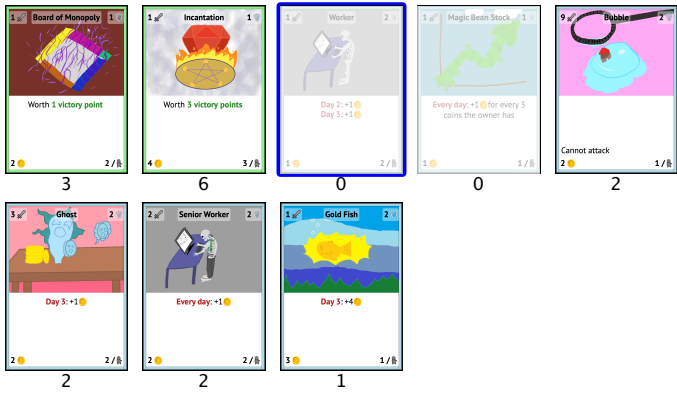 1 Board of Monopoly 1
Worth 1 victory point
2 2 /
3
1 Incantation 1
Worth 3 victory points
4 3 /
6
1 Worker 2
Day 2: +1
Day 3: +1
1 2 /
0
1 Magic Bean Stock 1
Every day: +1 for every 3
coins the owner has
1 1 /
0
9 Bubble 2
Cannot attack
2 1 /
2
3 Ghost 2
Day 3: +1
2 2 /
2
2 Senior Worker 2
Every day: +1
2 2 /
2
1 Gold Fish 2
Day 3: +4
3 1 /
1